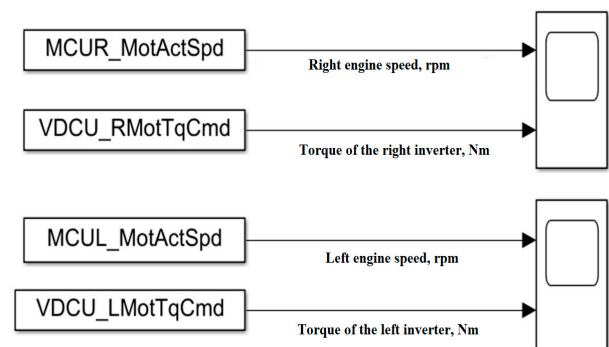 MCUR_MotActSpd
Right engine speed, rpm
VDCU_RMotTqCmd
Torque of the right inverter, Nm
MCUL_MotActSpd
Left engine speed, rpm
VDCU_LMotTqCmd
Torque of the left inverter, Nm